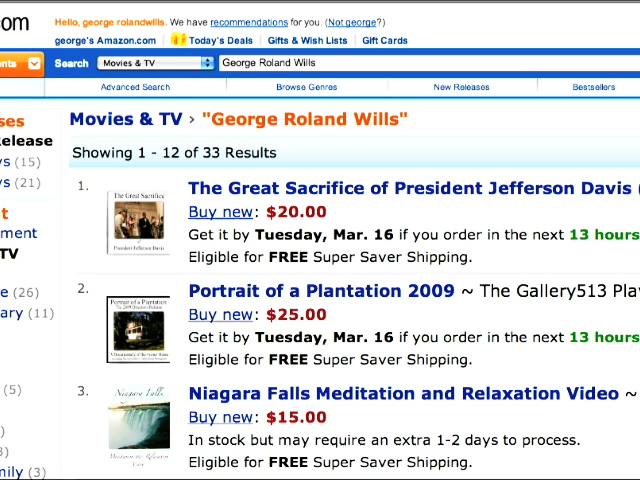 .com
Hello, george rolandwills. We have recommendations for you. (Not george?)
george's Amazon.com Today's Deals Gifts & Wish Lists Gift Cards
nts Search Movies & TV George Roland Wills
Advanced Search Browse Genres New Releases Bestsellers
Movies & TV › "George Roland Wills"
Showing 1 - 12 of 33 Results
ses
elease
s (15)
s (21)
t
ment
TV
e (26)
ary (11)
(5)
)
3)
mily (3)
1.
The Great Sacrifice
of President Jefferson Davis
The Great Sacrifice of President Jefferson Davis (
Buy new: $20.00
Get it by Tuesday, Mar. 16 if you order in the next 13 hours
Eligible for FREE Super Saver Shipping.
2.
Portrait of a Plantation
Portrait of a Plantation 2009 ~ The Gallery513 Play
Buy new: $25.00
Get it by Tuesday, Mar. 16 if you order in the next 13 hours
Eligible for FREE Super Saver Shipping.
3.
Niagara Falls
Meditation & Relaxation
Niagara Falls Meditation and Relaxation Video ~
Buy new: $15.00
In stock but may require an extra 1-2 days to process.
Eligible for FREE Super Saver Shipping.